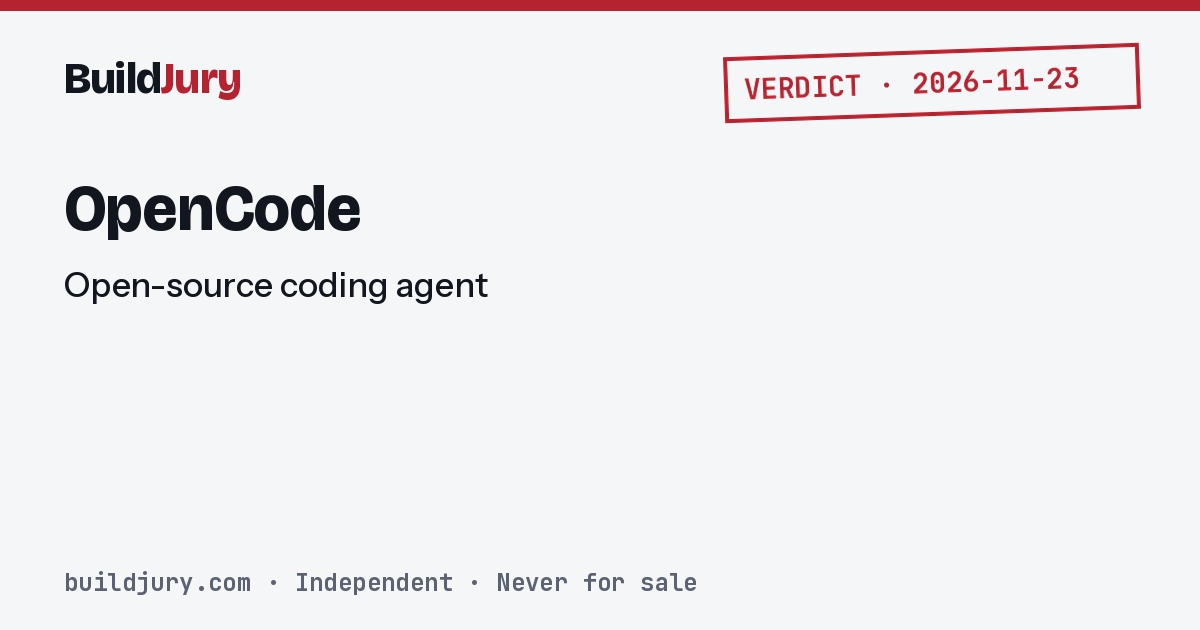 BuildJury
VERDICT · 2026-11-23
OpenCode
Open-source coding agent
buildjury.com · Independent · Never for sale